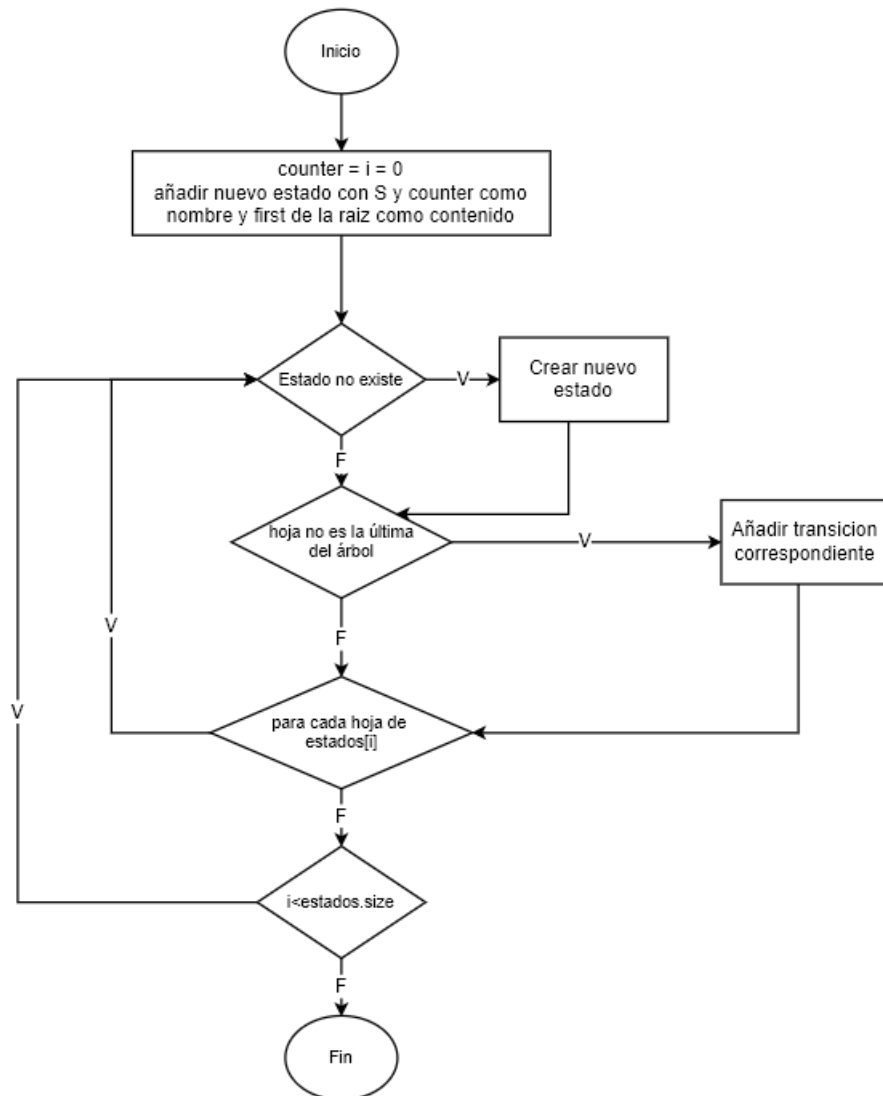 Inicio
counter = i = 0
añadir nuevo estado con S y counter como
nombre y first de la raiz como contenido
Estado no existe
V
Crear nuevo
estado
F
hoja no es la última
del árbol
V
Añadir transicion
correspondiente
F
V
para cada hoja de
estados[i]
V
F
i<estados.size
F
Fin